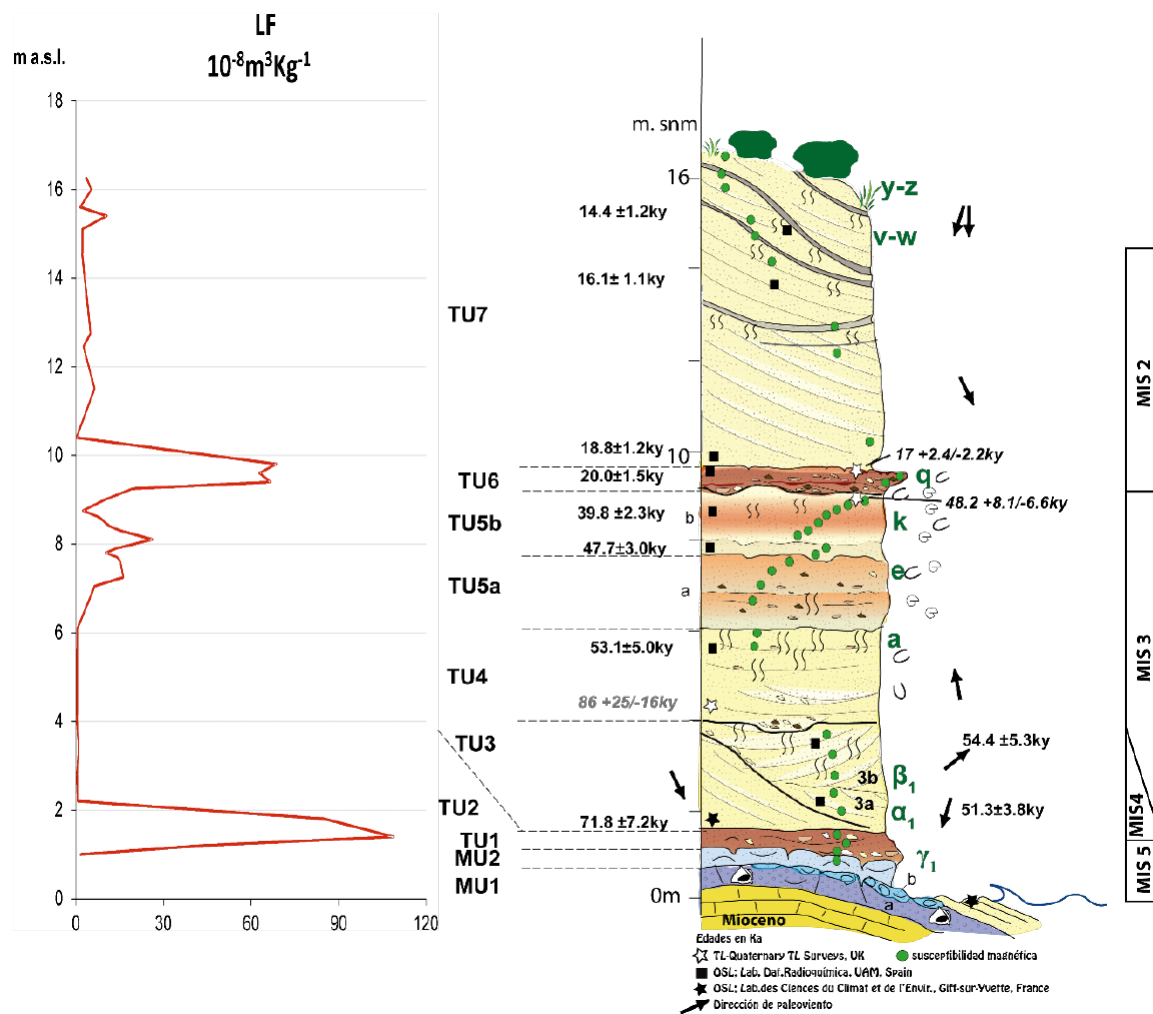 LF
m a.s.l.
10⁻⁸m³Kg⁻¹
18
16
14
12
10
8
6
4
2
0
0 30 60 90 120
TU7
TU6
TU5b
TU5a
TU4
TU3
TU2
TU1
MU2
MU1
m. snm
16
10
0m
14.4 ±1.2ky
16.1± 1.1ky
18.8±1.2ky
20.0±1.5ky
39.8 ±2.3ky
47.7±3.0ky
53.1±5.0ky
86 +25/-16ky
71.8 ±7.2ky
b
a
y-z
v-w
17 +2.4/-2.2ky
q
48.2 +8.1/-6.6ky
k
e
a
54.4 ±5.3ky
3b
β₁
3a
α₁
51.3±3.8ky
γ₁
b
a
Mioceno
MIS 2
MIS 3
MIS4
MIS 5
Edades en Ka
TL-Quaternary TL Surveys, UK
susceptibilidad magnética
OSL; Lab. Dat.Radioquímica, UAM, Spain
OSL; Lab.des Ciences du Climat et de l'Envir., Giff-sur-Yvette, France
Dirección de paleoviento